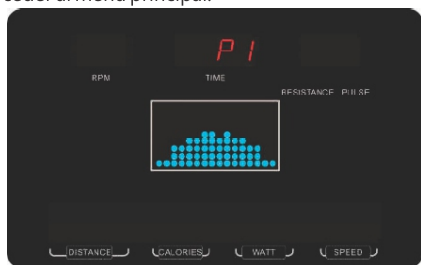 P1
RPM TIME
RESISTANCE PULSE
DISTANCE CALORIES WATT SPEED